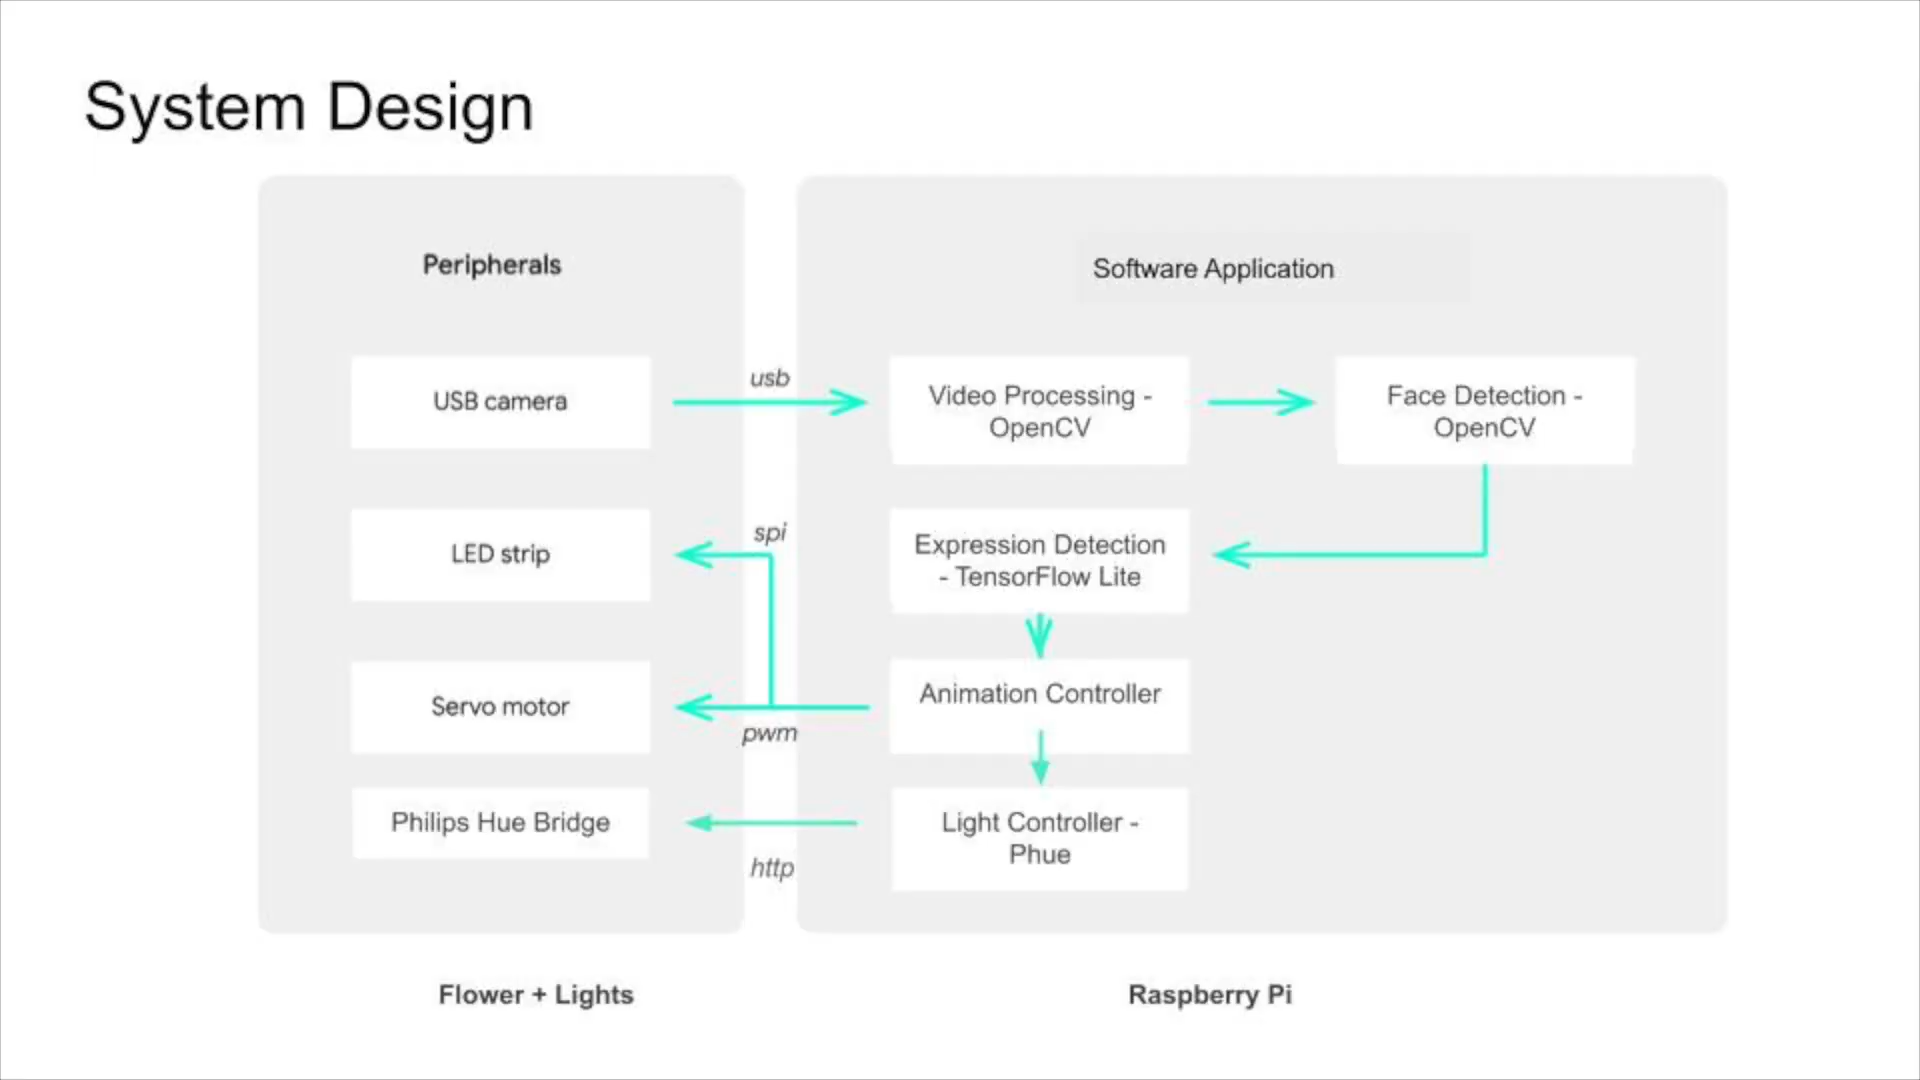 System Design
Peripherals
Software Application
USB camera
usb
Video Processing -
OpenCV
Face Detection -
OpenCV
LED strip
spi
Expression Detection
- TensorFlow Lite
Servo motor
pwm
Animation Controller
Philips Hue Bridge
http
Light Controller -
Phue
Flower + Lights
Raspberry Pi